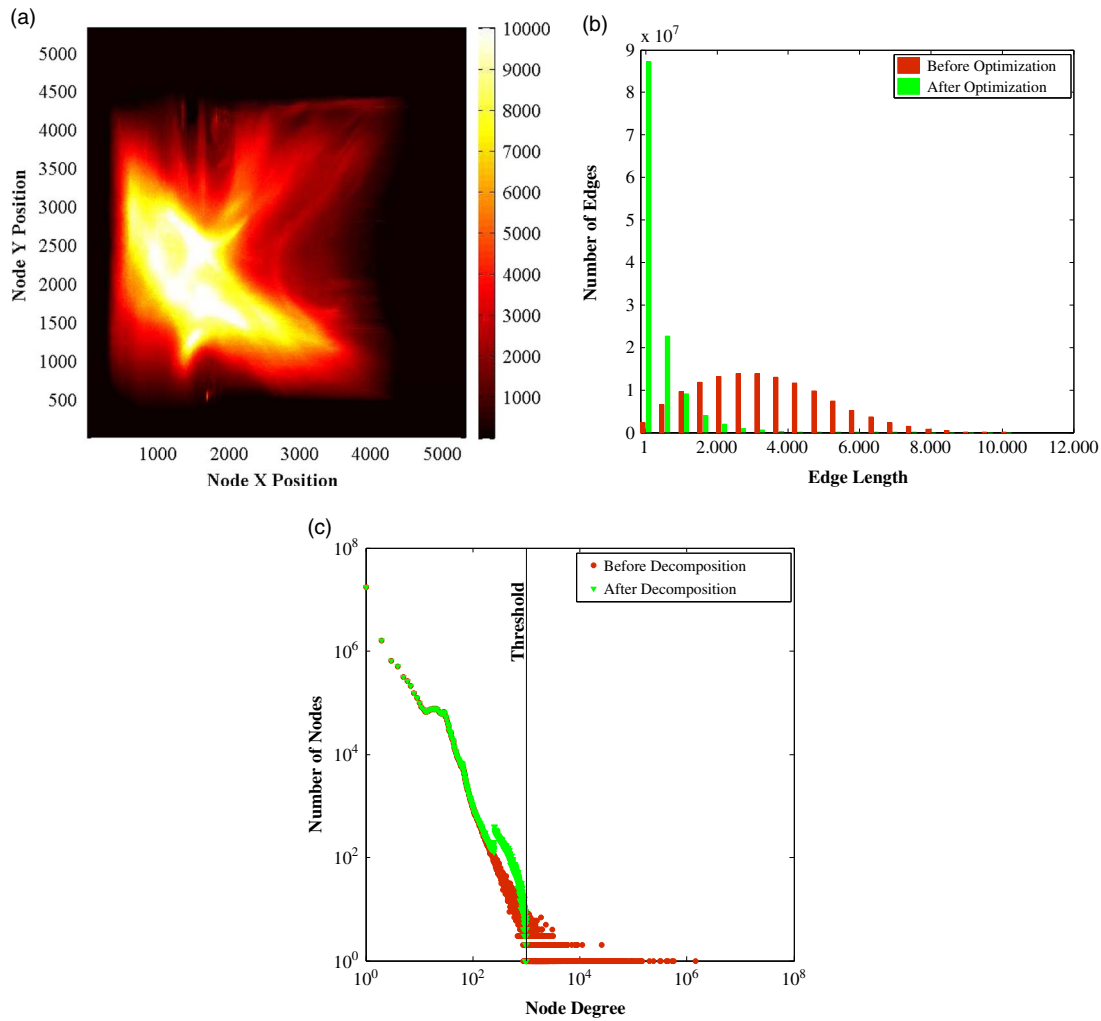 (a)
5000
4500
4000
3500
3000
2500
2000
1500
1000
500
Node Y Position
1000 2000 3000 4000 5000
Node X Position
10000
9000
8000
7000
6000
5000
4000
3000
2000
1000
(b)
x 10^7
9
8
7
6
5
4
3
2
1
0
Number of Edges
Before Optimization
After Optimization
1 2.000 4.000 6.000 8.000 10.000 12.000
Edge Length
(c)
10^8
10^6
10^4
10^2
10^0
Number of Nodes
Threshold
Before Decomposition
After Decomposition
10^0 10^2 10^4 10^6 10^8
Node Degree